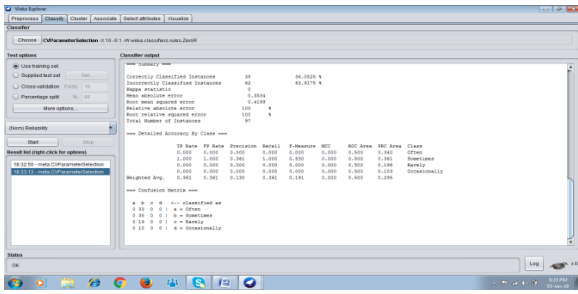 Weka Explorer
Preprocess Classify Cluster Associate Select attributes Visualize
Classifier
Choose CVParameterSelection -X 10 -S 1 -W weka.classifiers.rules.ZeroR
Test options
Use training set
Supplied test set Set...
Cross-validation Folds 10
Percentage split % 66
More options...
(Nom) Reliability
Start Stop
Result list (right-click for options)
18:32:50 - meta.CVParameterSelection
18:33:13 - meta.CVParameterSelection
Classifier output
=== Summary ===
Correctly Classified Instances 35 36.0825 %
Incorrectly Classified Instances 62 63.9175 %
Kappa statistic 0
Mean absolute error 0.3534
Root mean squared error 0.4199
Relative absolute error 100 %
Root relative squared error 100 %
Total Number of Instances 97
=== Detailed Accuracy By Class ===
TP Rate FP Rate Precision Recall F-Measure MCC ROC Area PRC Area Class
0.000 0.000 0.000 0.000 0.000 0.000 0.500 0.340 Often
1.000 1.000 0.361 1.000 0.530 0.000 0.500 0.361 Sometimes
0.000 0.000 0.000 0.000 0.000 0.000 0.500 0.196 Rarely
0.000 0.000 0.000 0.000 0.000 0.000 0.500 0.103 Occasionally
Weighted Avg. 0.361 0.361 0.130 0.361 0.191 0.000 0.500 0.295
=== Confusion Matrix ===
a b c d <-- classified as
0 33 0 0 | a = Often
0 35 0 0 | b = Sometimes
0 19 0 0 | c = Rarely
0 10 0 0 | d = Occasionally
Status
OK
Log
x 0